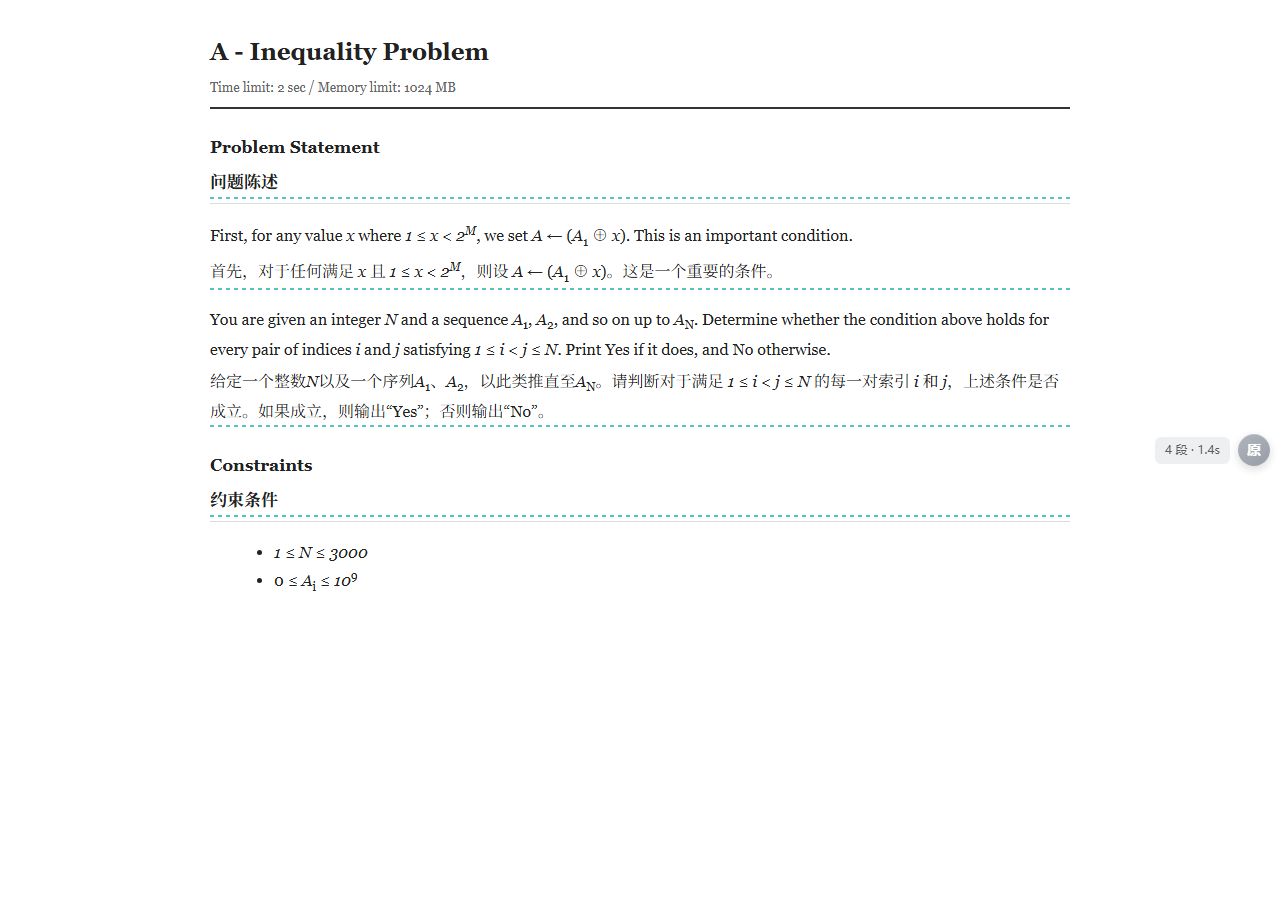 A - Inequality Problem
Time limit: 2 sec / Memory limit: 1024 MB
Problem Statement
问题陈述
First, for any value x where 1 ≤ x < 2^M, we set A ← (A₁ ⊕ x). This is an important condition.
首先，对于任何满足 x 且 1 ≤ x < 2^M，则设 A ← (A₁ ⊕ x)。这是一个重要的条件。
You are given an integer N and a sequence A₁, A₂, and so on up to A_N. Determine whether the condition above holds for
every pair of indices i and j satisfying 1 ≤ i < j ≤ N. Print Yes if it does, and No otherwise.
给定一个整数N以及一个序列A₁、A₂，以此类推直至A_N。请判断对于满足 1 ≤ i < j ≤ N 的每一对索引 i 和 j，上述条件是否
成立。如果成立，则输出“Yes”；否则输出“No”。
4 段 · 1.4s
原
Constraints
约束条件
• 1 ≤ N ≤ 3000
• 0 ≤ A_i ≤ 10⁹